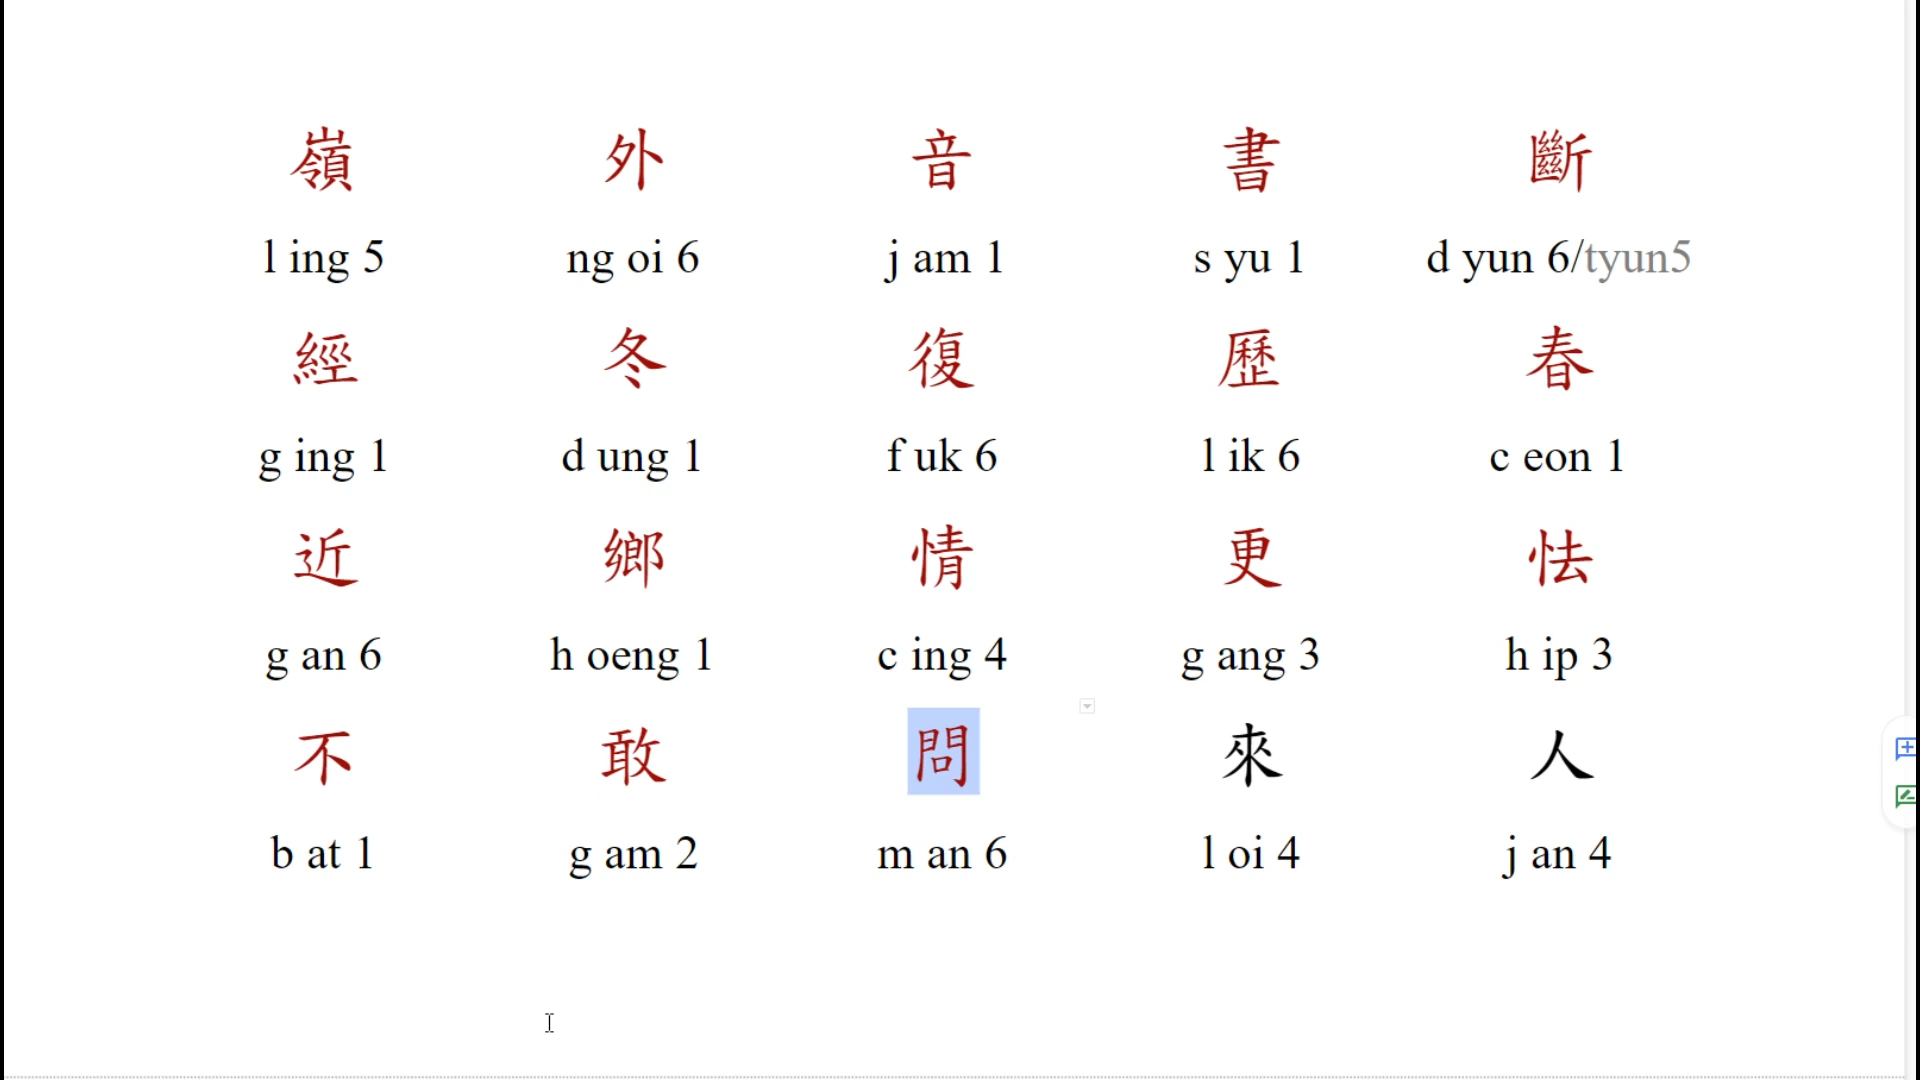 嶺 外 音 書 斷
l ing 5 ng oi 6 j am 1 s yu 1 d yun 6/tyun5
經 冬 復 歷 春
g ing 1 d ung 1 f uk 6 l ik 6 c eon 1
近 鄉 情 更 怯
g an 6 h oeng 1 c ing 4 g ang 3 h ip 3
不 敢 問 來 人
b at 1 g am 2 m an 6 l oi 4 j an 4